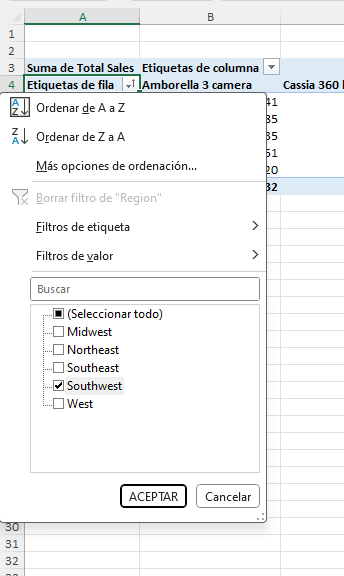 A B
1
2
3 Suma de Total Sales Etiquetas de columna
4 Etiquetas de fila Amborella 3 camera Cassia 360
41
35
35
51
20
32
Ordenar de A a Z
Ordenar de Z a A
Más opciones de ordenación...
Borrar filtro de "Region"
Filtros de etiqueta
Filtros de valor
Buscar
(Seleccionar todo)
Midwest
Northeast
Southeast
Southwest
West
ACEPTAR Cancelar
30
31
32
33